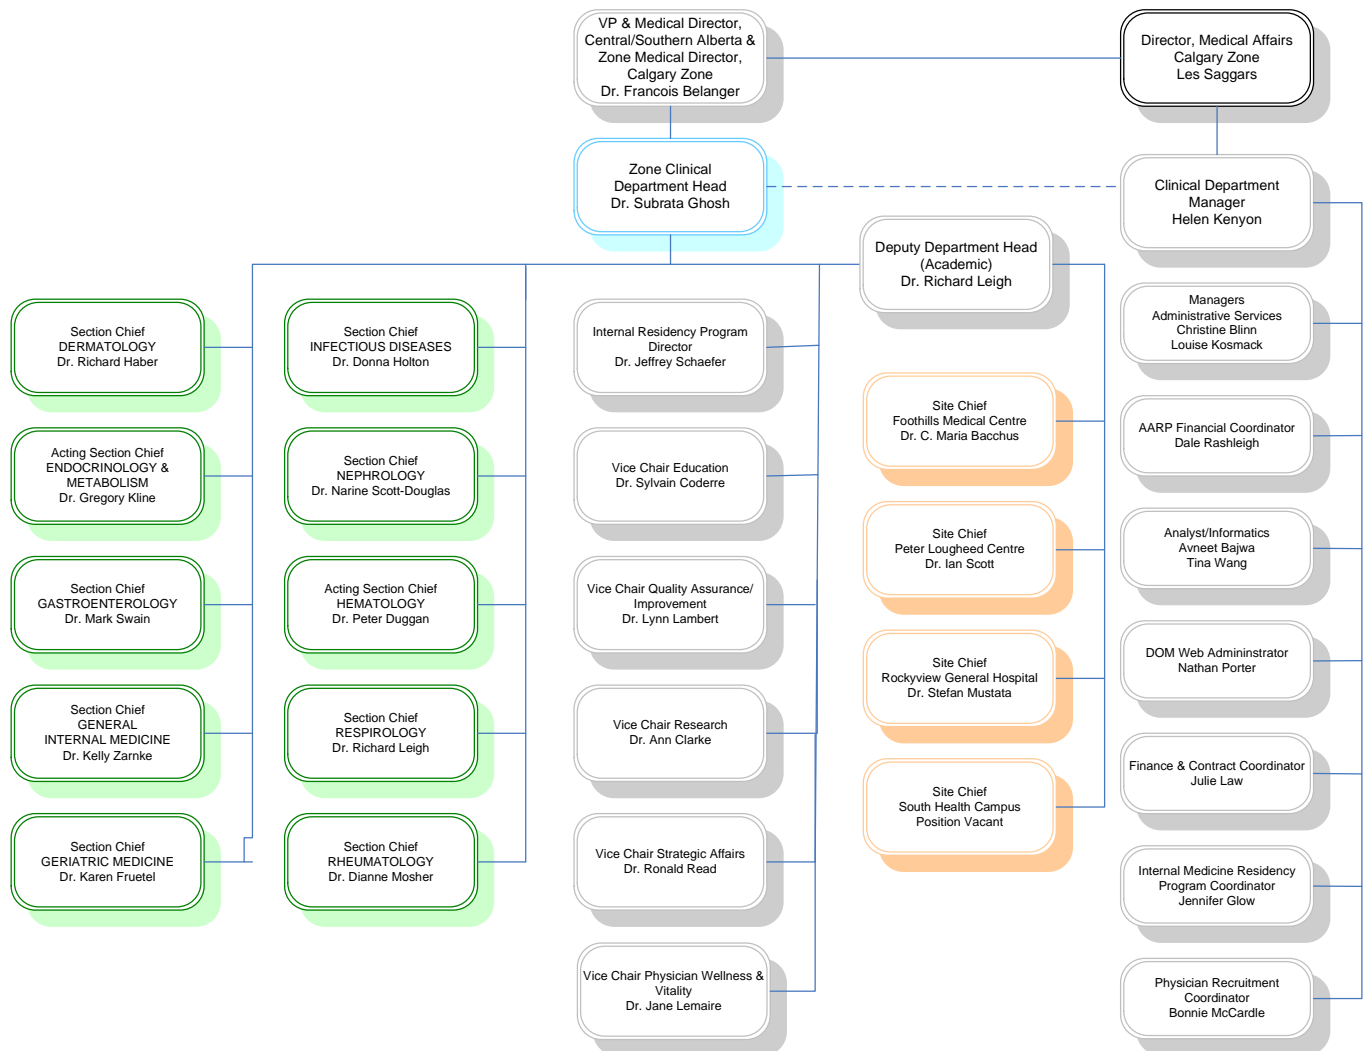 VP & Medical Director,
Central/Southern Alberta &
Zone Medical Director,
Calgary Zone
Dr. Francois Belanger
Director, Medical Affairs
Calgary Zone
Les Saggars
Zone Clinical
Department Head
Dr. Subrata Ghosh
Clinical Department
Manager
Helen Kenyon
Deputy Department Head
(Academic)
Dr. Richard Leigh
Section Chief
DERMATOLOGY
Dr. Richard Haber
Acting Section Chief
ENDOCRINOLOGY &
METABOLISM
Dr. Gregory Kline
Section Chief
GASTROENTEROLOGY
Dr. Mark Swain
Section Chief
GENERAL
INTERNAL MEDICINE
Dr. Kelly Zarnke
Section Chief
GERIATRIC MEDICINE
Dr. Karen Fruetel
Section Chief
INFECTIOUS DISEASES
Dr. Donna Holton
Section Chief
NEPHROLOGY
Dr. Narine Scott-Douglas
Acting Section Chief
HEMATOLOGY
Dr. Peter Duggan
Section Chief
RESPIROLOGY
Dr. Richard Leigh
Section Chief
RHEUMATOLOGY
Dr. Dianne Mosher
Internal Residency Program
Director
Dr. Jeffrey Schaefer
Vice Chair Education
Dr. Sylvain Coderre
Vice Chair Quality Assurance/
Improvement
Dr. Lynn Lambert
Vice Chair Research
Dr. Ann Clarke
Vice Chair Strategic Affairs
Dr. Ronald Read
Vice Chair Physician Wellness &
Vitality
Dr. Jane Lemaire
Site Chief
Foothills Medical Centre
Dr. C. Maria Bacchus
Site Chief
Peter Lougheed Centre
Dr. Ian Scott
Site Chief
Rockyview General Hospital
Dr. Stefan Mustata
Site Chief
South Health Campus
Position Vacant
Managers
Administrative Services
Christine Blinn
Louise Kosmack
AARP Financial Coordinator
Dale Rashleigh
Analyst/Informatics
Avneet Bajwa
Tina Wang
DOM Web Admininstrator
Nathan Porter
Finance & Contract Coordinator
Julie Law
Internal Medicine Residency
Program Coordinator
Jennifer Glow
Physician Recruitment
Coordinator
Bonnie McCardle